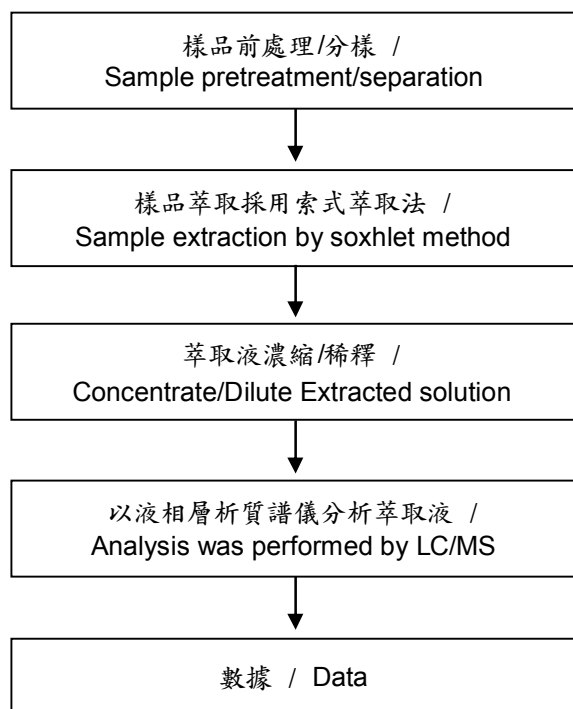 樣品前處理/分樣 /
Sample pretreatment/separation
樣品萃取採用索式萃取法 /
Sample extraction by soxhlet method
萃取液濃縮/稀釋 /
Concentrate/Dilute Extracted solution
以液相層析質譜儀分析萃取液 /
Analysis was performed by LC/MS
數據 / Data